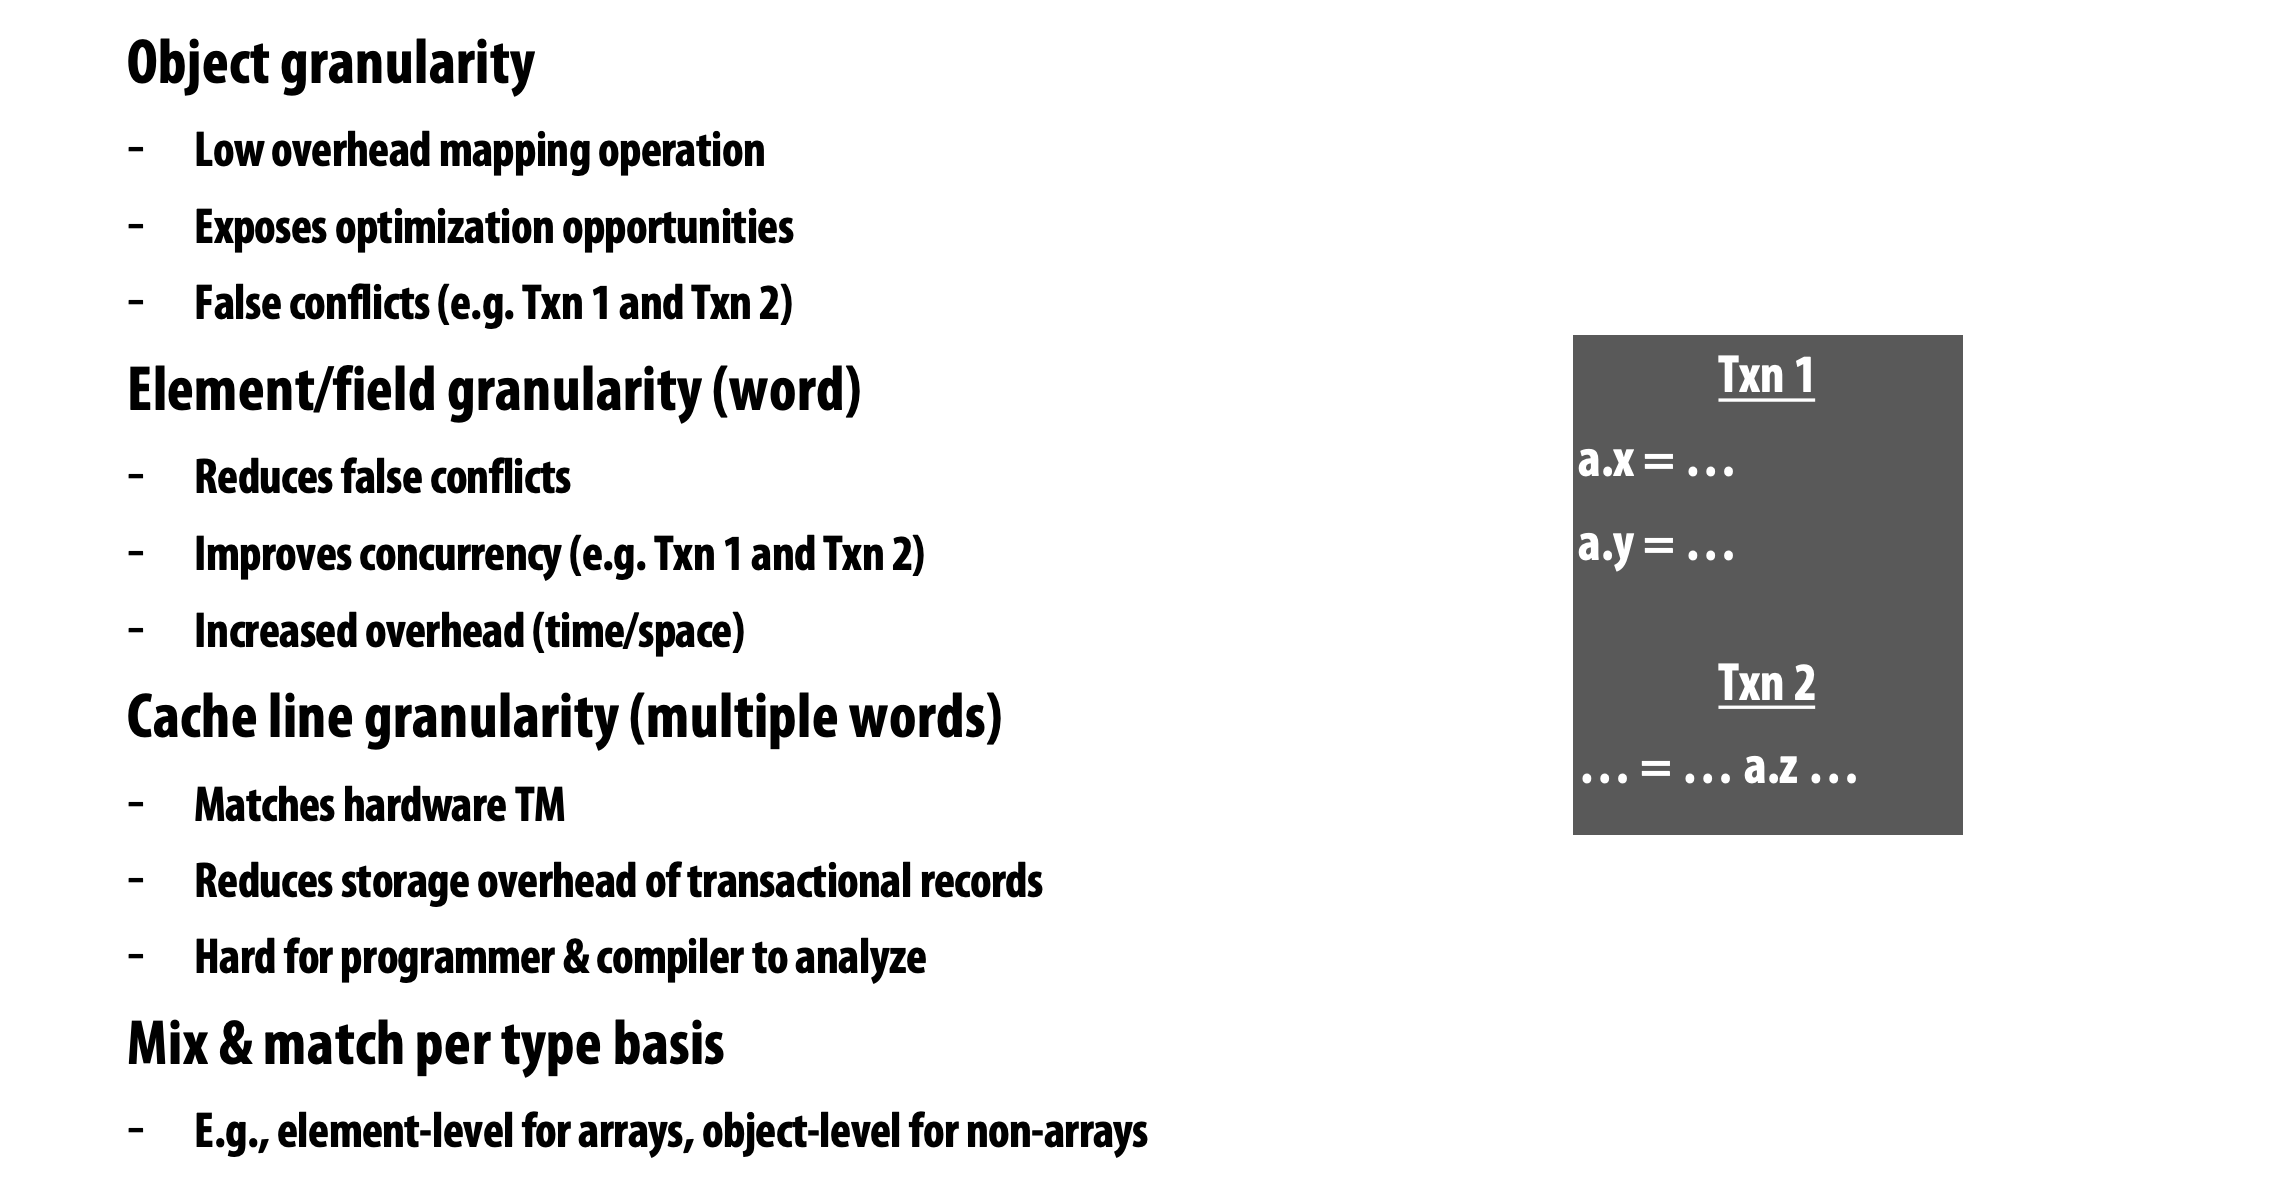 Object granularity
- Low overhead mapping operation
- Exposes optimization opportunities
- False conflicts (e.g. Txn 1 and Txn 2)
Element/field granularity (word)
- Reduces false conflicts
- Improves concurrency (e.g. Txn 1 and Txn 2)
- Increased overhead (time/space)
Cache line granularity (multiple words)
- Matches hardware TM
- Reduces storage overhead of transactional records
- Hard for programmer & compiler to analyze
Mix & match per type basis
- E.g., element-level for arrays, object-level for non-arrays
Txn 1
a.x = …
a.y = …
Txn 2
… = … a.z …